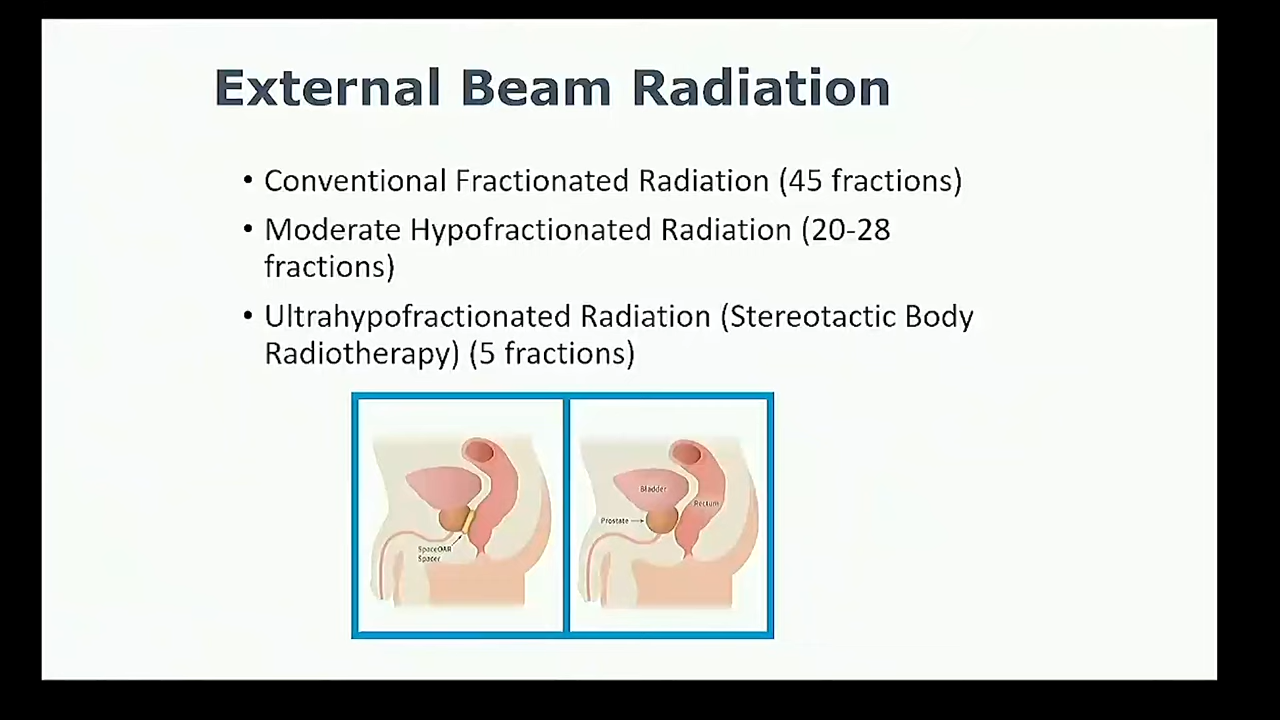 External Beam Radiation
• Conventional Fractionated Radiation (45 fractions)
• Moderate Hypofractionated Radiation (20-28
fractions)
• Ultrahypofractionated Radiation (Stereotactic Body
Radiotherapy) (5 fractions)
SpaceOAR
Spacer
Bladder
Rectum
Prostate